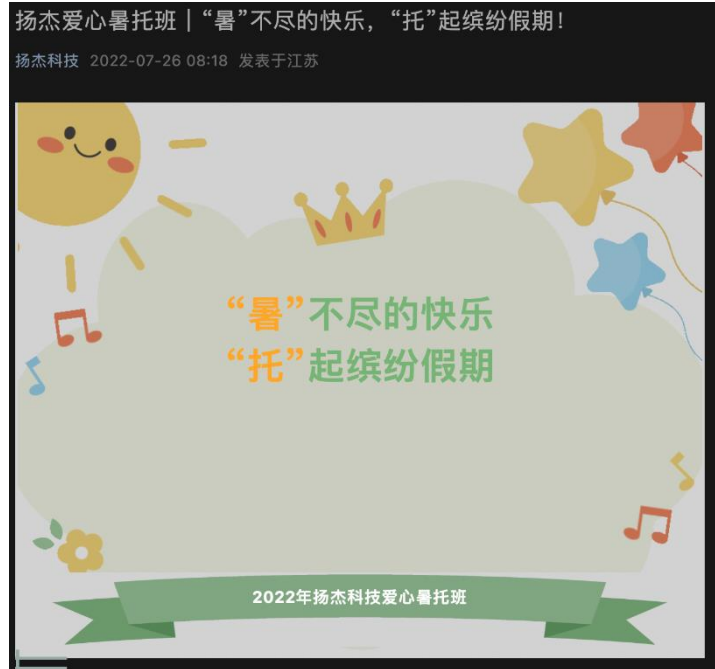 扬杰爱心暑托班 | “暑”不尽的快乐，“托”起缤纷假期！
扬杰科技 2022-07-26 08:18 发表于江苏
“暑”不尽的快乐
“托”起缤纷假期
2022年扬杰科技爱心暑托班